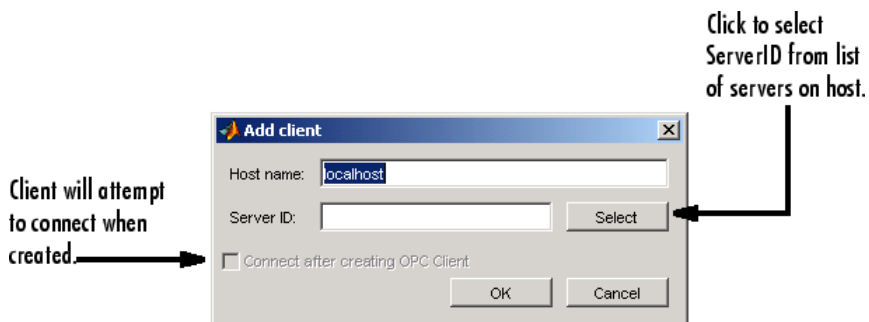 Click to select
ServerID from list
of servers on host.
Add client
Host name: localhost
Client will attempt
to connect when
created.
Server ID: Select
Connect after creating OPC Client
OK Cancel